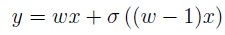 y = wx + σ ((w − 1)x)